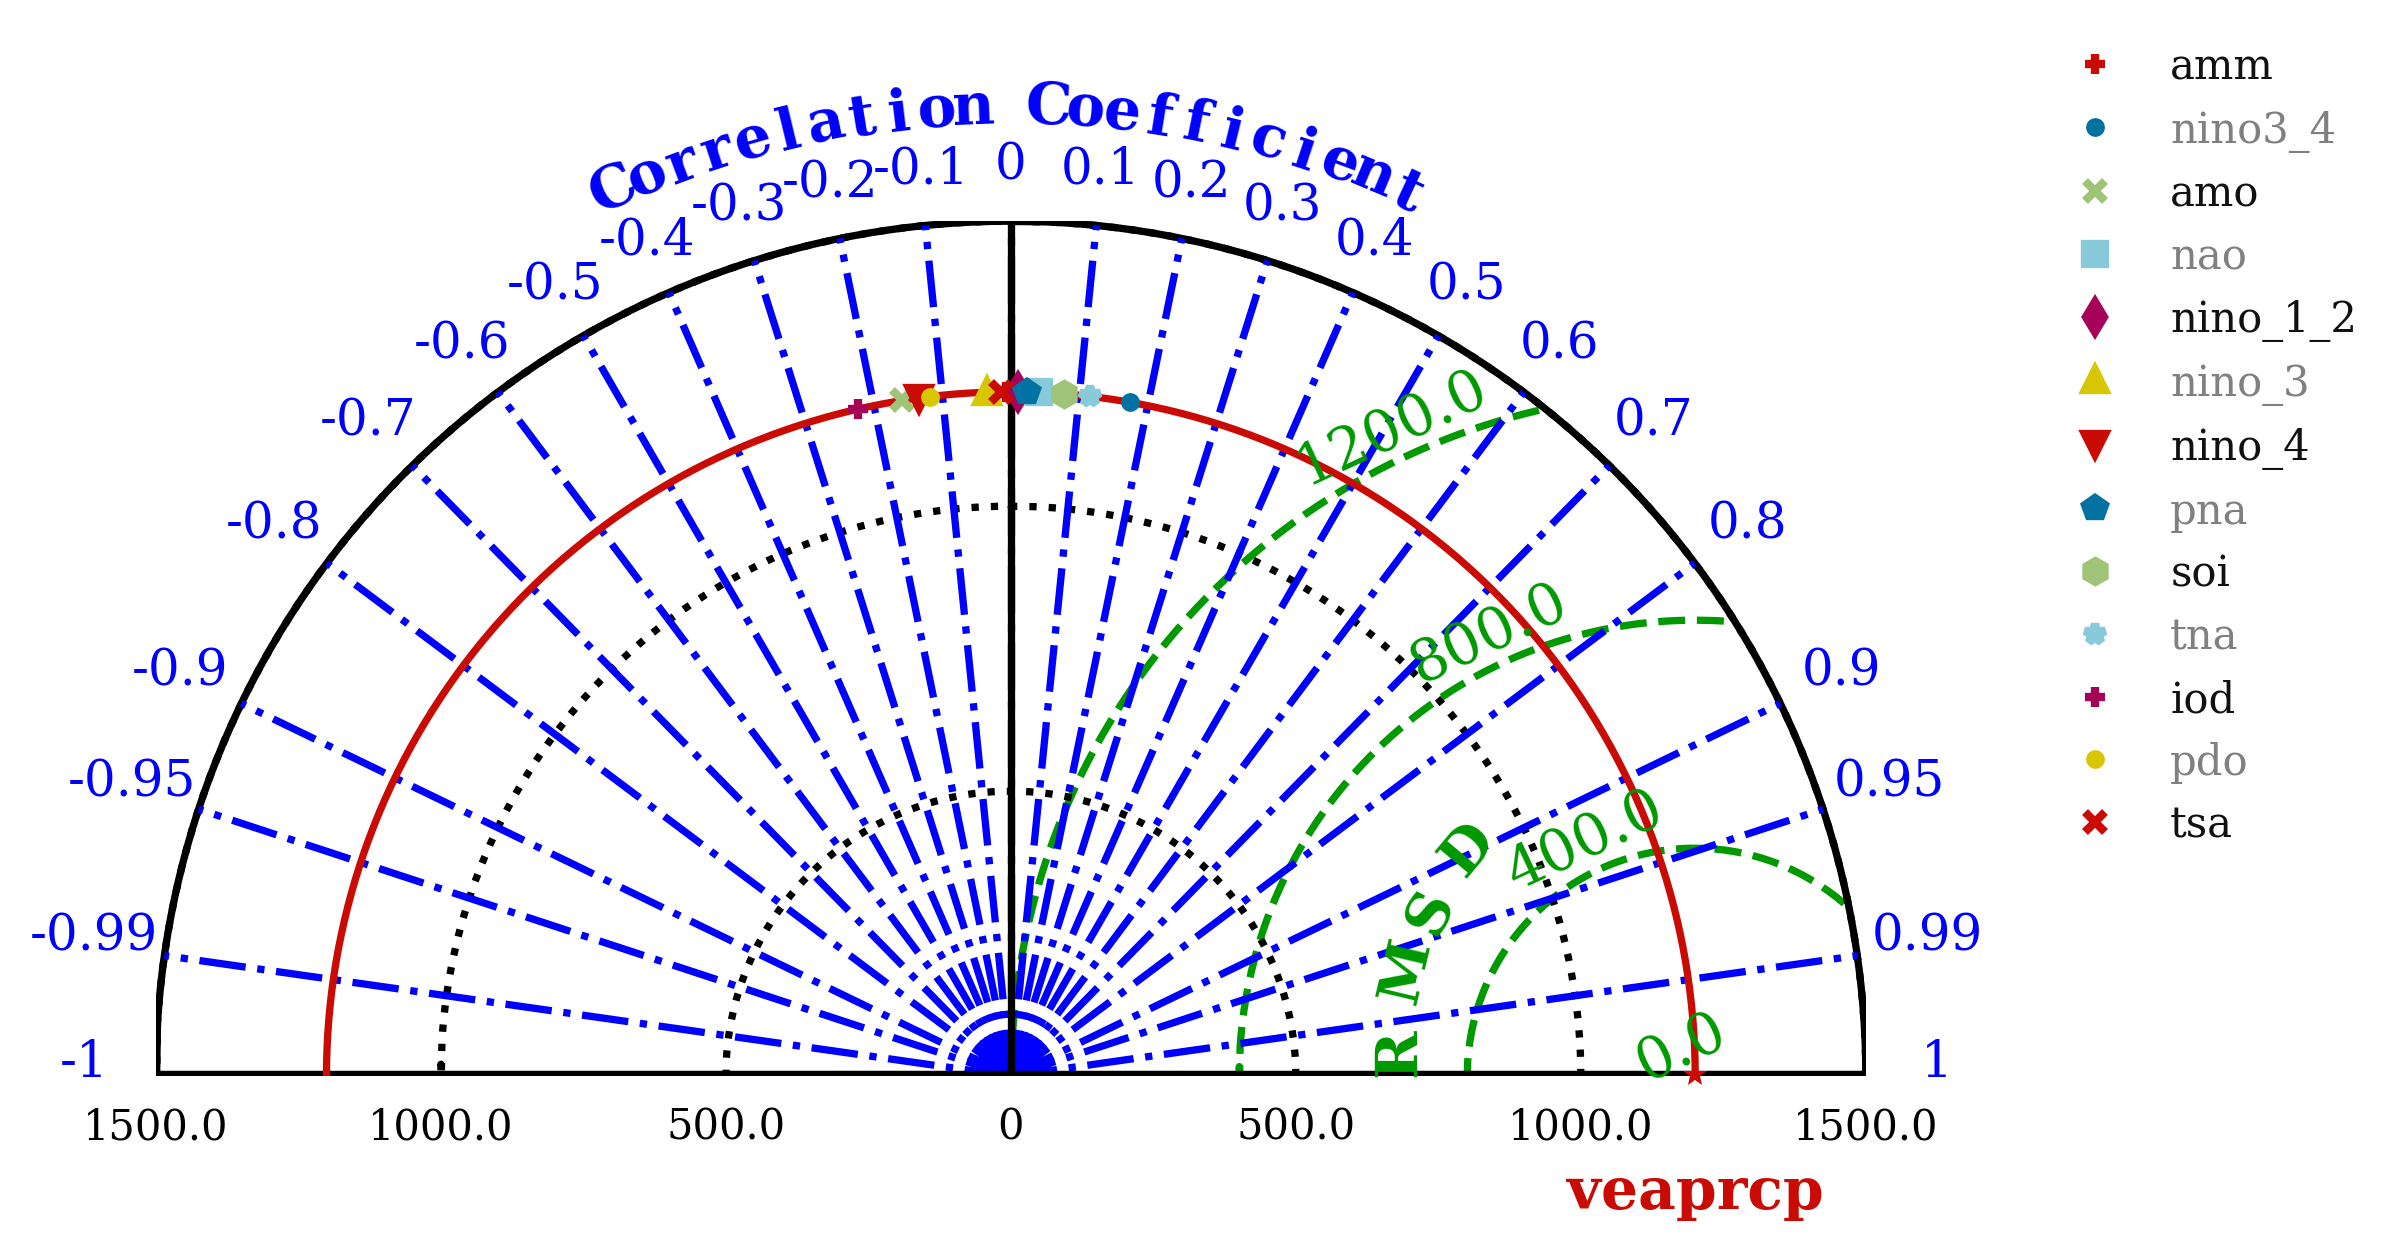 Correlation Coefficient
-1
-0.99
-0.95
-0.9
-0.8
-0.7
-0.6
-0.5
-0.4
-0.3
-0.2
-0.1
0
0.1
0.2
0.3
0.4
0.5
0.6
0.7
0.8
0.9
0.95
0.99
1
1200.0
800.0
400.0
0.0
RMSD
1500.0 1000.0 500.0 0 500.0 1000.0 1500.0
veaprcp
amm
nino3_4
amo
nao
nino_1_2
nino_3
nino_4
pna
soi
tna
iod
pdo
tsa